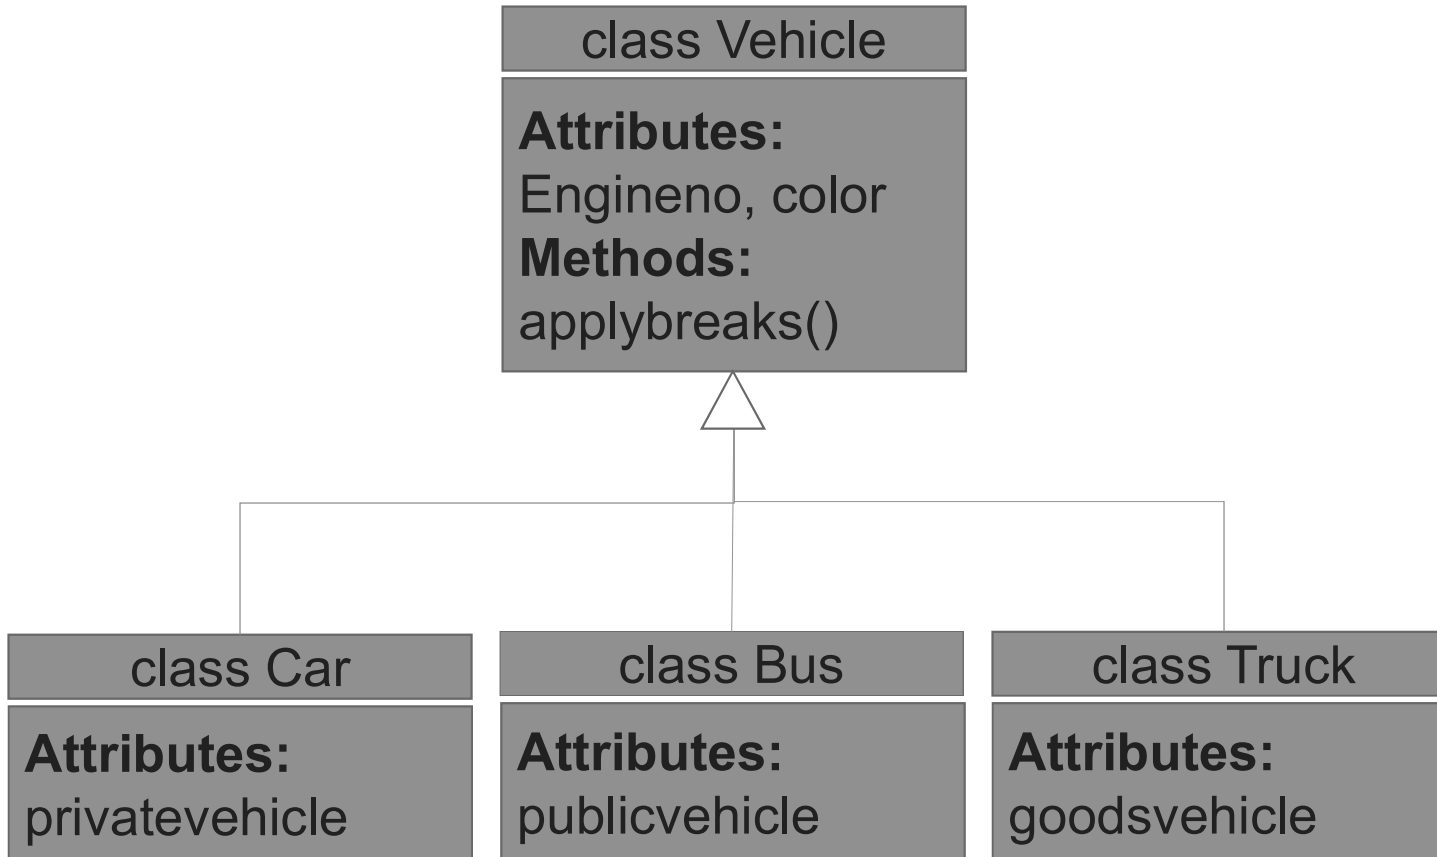 class Vehicle
Attributes:
Engineno, color
Methods:
applybreaks()
class Car
Attributes:
privatevehicle
class Bus
Attributes:
publicvehicle
class Truck
Attributes:
goodsvehicle